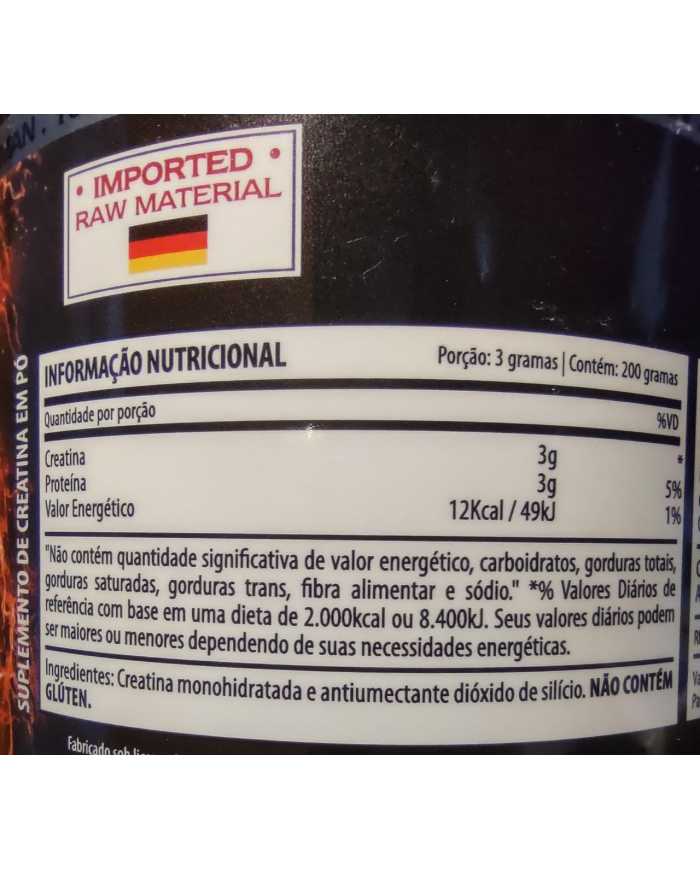 • IMPORTED •
RAW MATERIAL
SUPLEMENTO DE CREATINA EM PÓ
INFORMAÇÃO NUTRICIONAL Porção: 3 gramas | Contém: 200 gramas
Quantidade por porção %VD
Creatina 3g *
Proteína 3g 5%
Valor Energético 12Kcal / 49kJ 1%
"Não contém quantidade significativa de valor energético, carboidratos, gorduras totais,
gorduras saturadas, gorduras trans, fibra alimentar e sódio." *% Valores Diários de
referência com base em uma dieta de 2.000kcal ou 8.400kJ. Seus valores diários podem
ser maiores ou menores dependendo de suas necessidades energéticas.
Ingredientes: Creatina monohidratada e antiumectante dióxido de silício. NÃO CONTÉM
GLÚTEN.
Fabricado sob